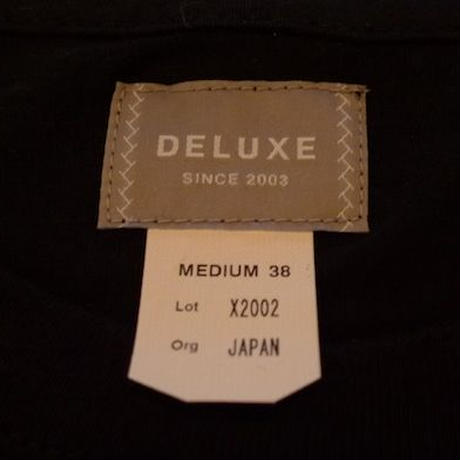 DELUXE
SINCE 2003
MEDIUM 38
Lot X2002
Org JAPAN